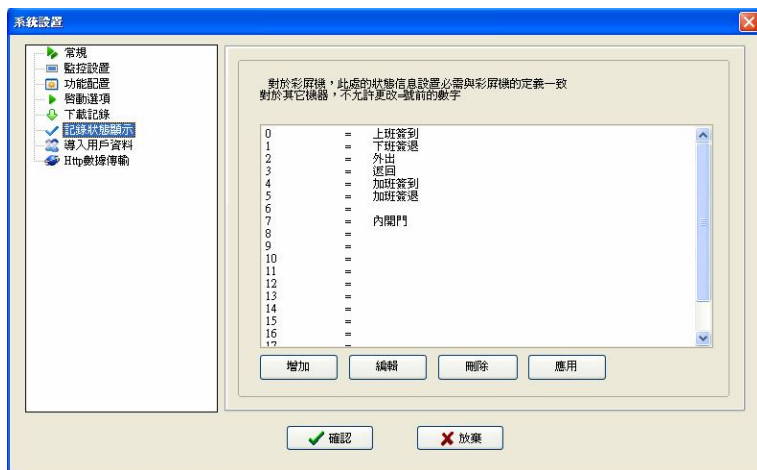 系統設置
常規
監控設置
功能配置
啓動選項
下載記錄
記錄狀態顯示
導入用戶資料
Http數據傳輸
對於彩屏機，此處的狀態信息設置必需與彩屏機的定義一致
對於其它機器，不允許更改=號前的數字
0 = 上班簽到
1 = 下班簽退
2 = 外出
3 = 返回
4 = 加班簽到
5 = 加班簽退
6 =
7 = 內開門
8 =
9 =
10 =
11 =
12 =
13 =
14 =
15 =
16 =
17 =
增加 編輯 刪除 應用
確認 放棄